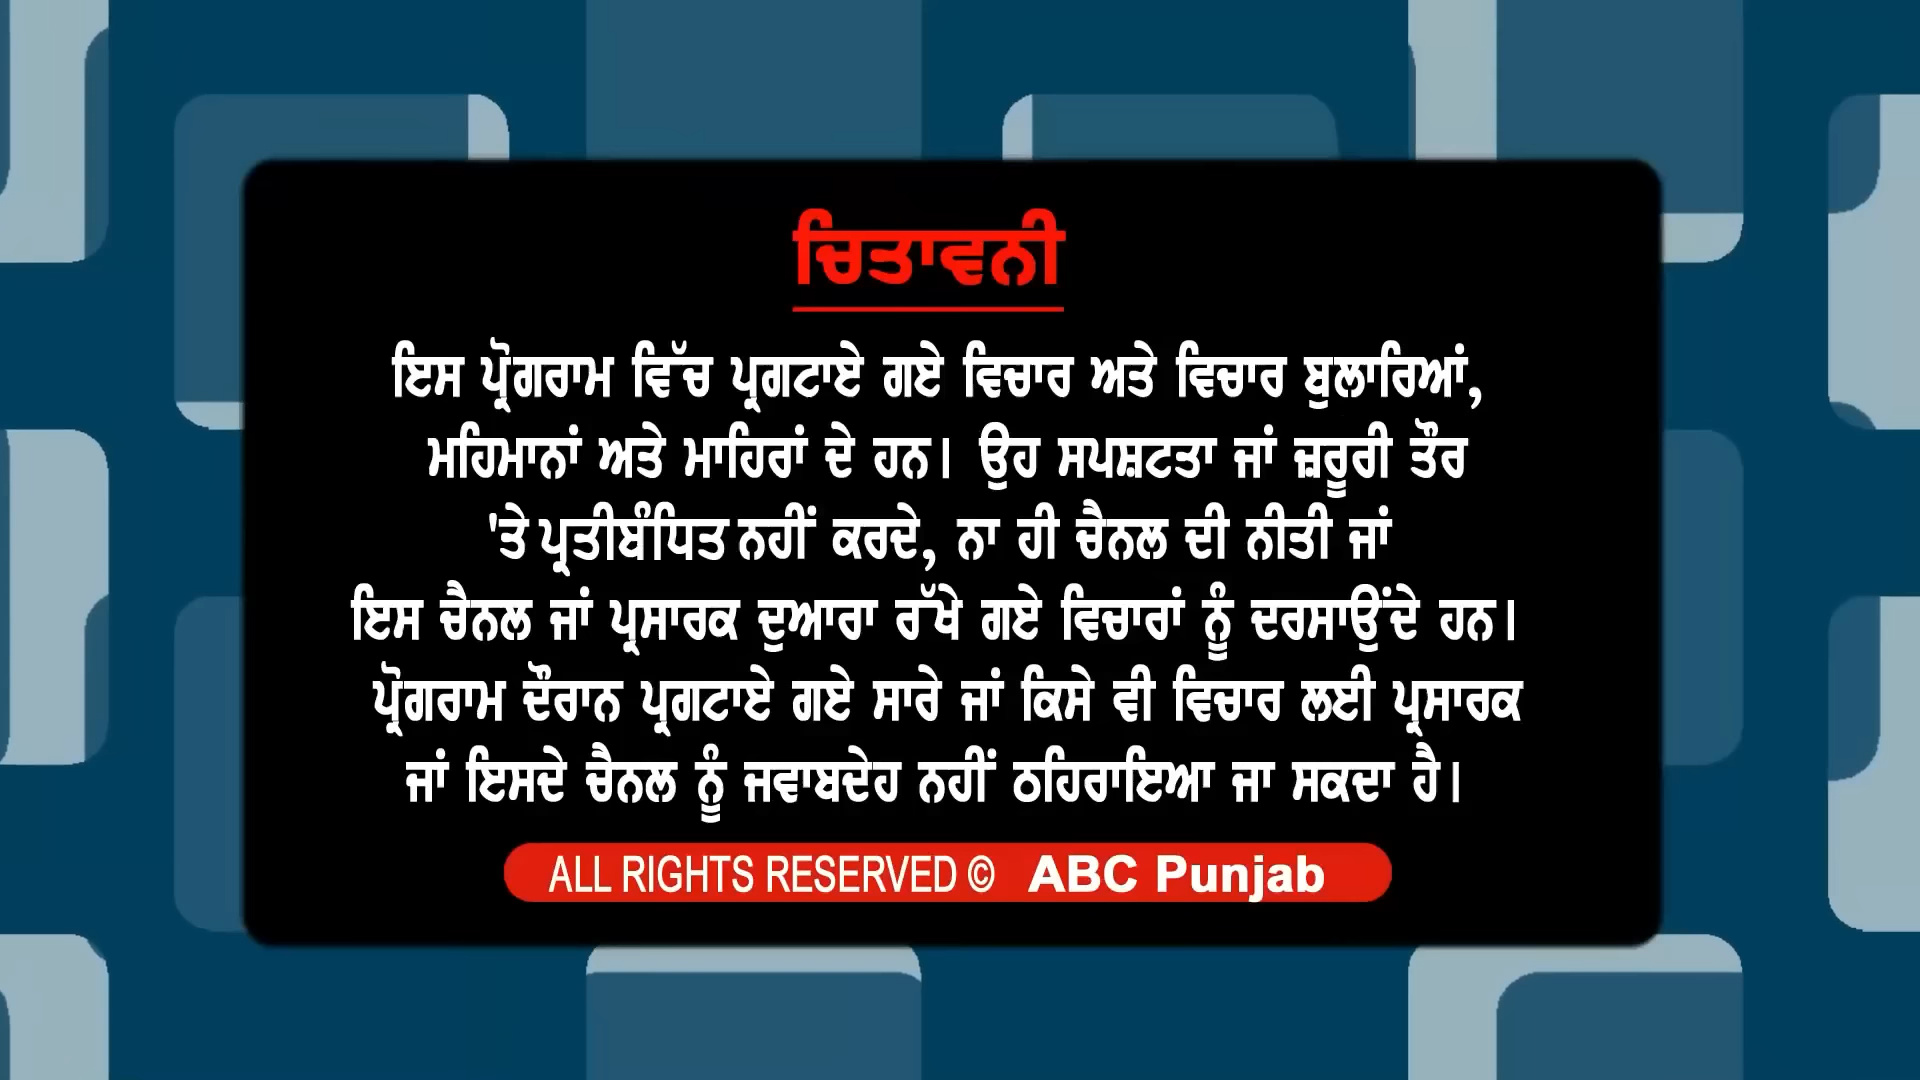 ਚਿਤਾਵਨੀ
ਇਸ ਪ੍ਰੋਗਰਾਮ ਵਿੱਚ ਪ੍ਰਗਟਾਏ ਗਏ ਵਿਚਾਰ ਅਤੇ ਵਿਚਾਰ ਬੁਲਾਰਿਆਂ,
ਮਹਿਮਾਨਾਂ ਅਤੇ ਮਾਹਿਰਾਂ ਦੇ ਹਨ। ਉਹ ਸਪਸ਼ਟਤਾ ਜਾਂ ਜ਼ਰੂਰੀ ਤੌਰ
'ਤੇ ਪ੍ਰਤੀਬੰਧਿਤ ਨਹੀਂ ਕਰਦੇ, ਨਾ ਹੀ ਚੈਨਲ ਦੀ ਨੀਤੀ ਜਾਂ
ਇਸ ਚੈਨਲ ਜਾਂ ਪ੍ਰਸਾਰਕ ਦੁਆਰਾ ਰੱਖੇ ਗਏ ਵਿਚਾਰਾਂ ਨੂੰ ਦਰਸਾਉਂਦੇ ਹਨ।
ਪ੍ਰੋਗਰਾਮ ਦੌਰਾਨ ਪ੍ਰਗਟਾਏ ਗਏ ਸਾਰੇ ਜਾਂ ਕਿਸੇ ਵੀ ਵਿਚਾਰ ਲਈ ਪ੍ਰਸਾਰਕ
ਜਾਂ ਇਸਦੇ ਚੈਨਲ ਨੂੰ ਜਵਾਬਦੇਹ ਨਹੀਂ ਠਹਿਰਾਇਆ ਜਾ ਸਕਦਾ ਹੈ।
ALL RIGHTS RESERVED © ABC Punjab